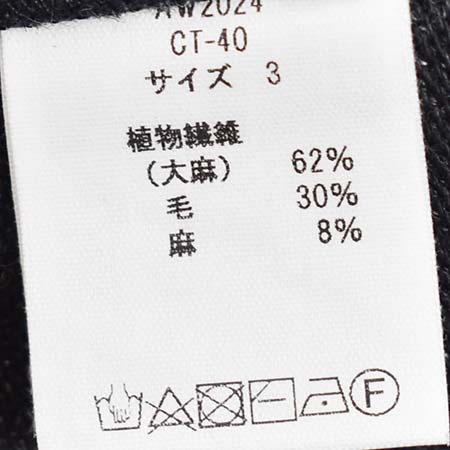 AW2024
CT-40
サイズ 3
植物繊維
(大麻) 62%
毛 30%
麻 8%
F